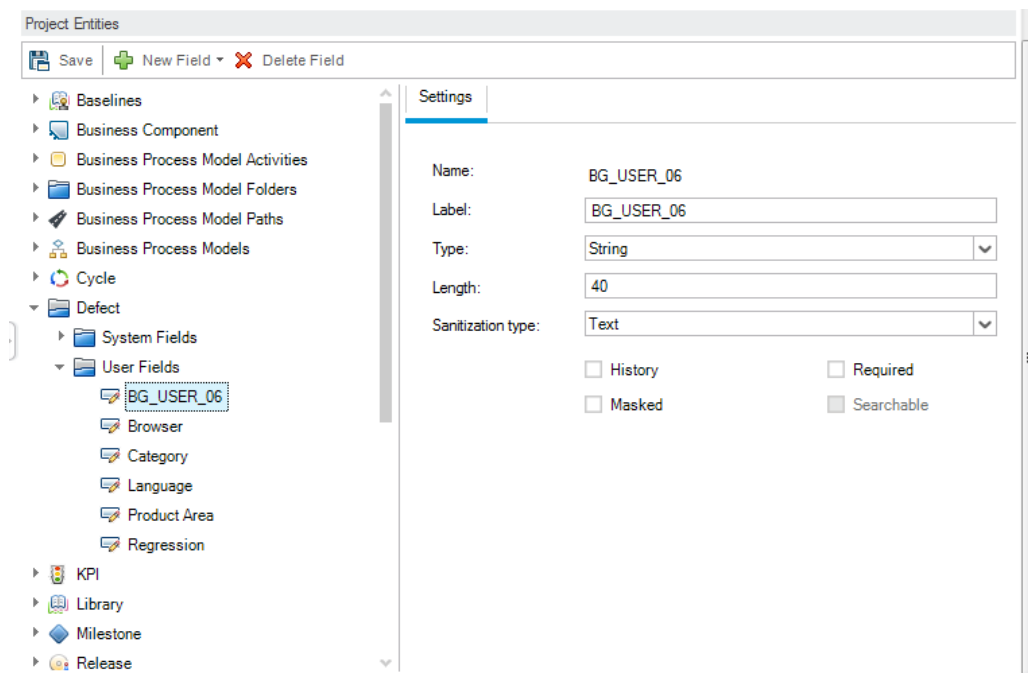 Project Entities
Save New Field Delete Field
Baselines
Business Component
Business Process Model Activities
Business Process Model Folders
Business Process Model Paths
Business Process Models
Cycle
Defect
System Fields
User Fields
BG_USER_06
Browser
Category
Language
Product Area
Regression
KPI
Library
Milestone
Release
Settings
Name: BG_USER_06
Label: BG_USER_06
Type: String
Length: 40
Sanitization type: Text
History Required
Masked Searchable